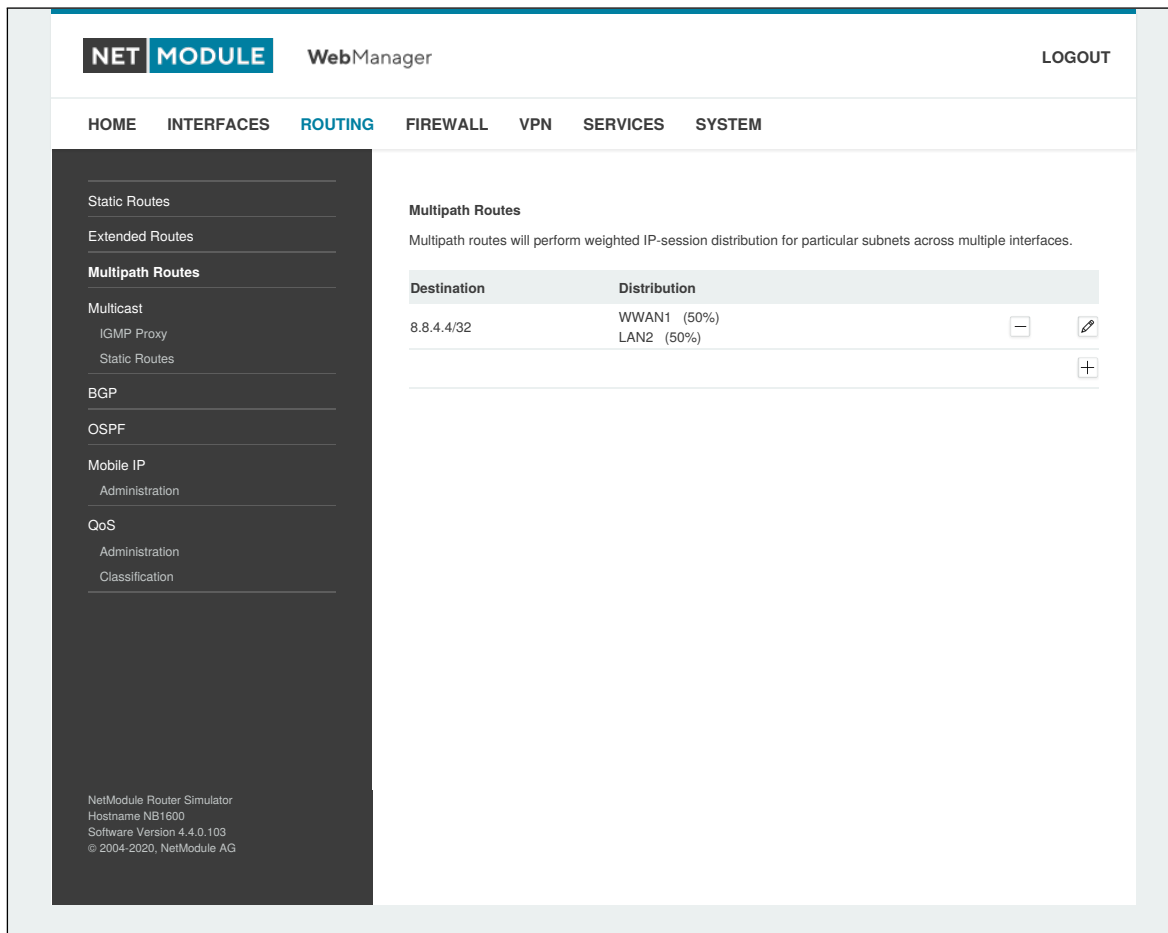 NET MODULE WebManager LOGOUT
HOME INTERFACES ROUTING FIREWALL VPN SERVICES SYSTEM
Static Routes
Extended Routes
Multipath Routes
Multicast
IGMP Proxy
Static Routes
BGP
OSPF
Mobile IP
Administration
QoS
Administration
Classification
NetModule Router Simulator
Hostname NB1600
Software Version 4.4.0.103
© 2004-2020, NetModule AG
Multipath Routes
Multipath routes will perform weighted IP-session distribution for particular subnets across multiple interfaces.
Destination Distribution
8.8.4.4/32 WWAN1 (50%)
LAN2 (50%)